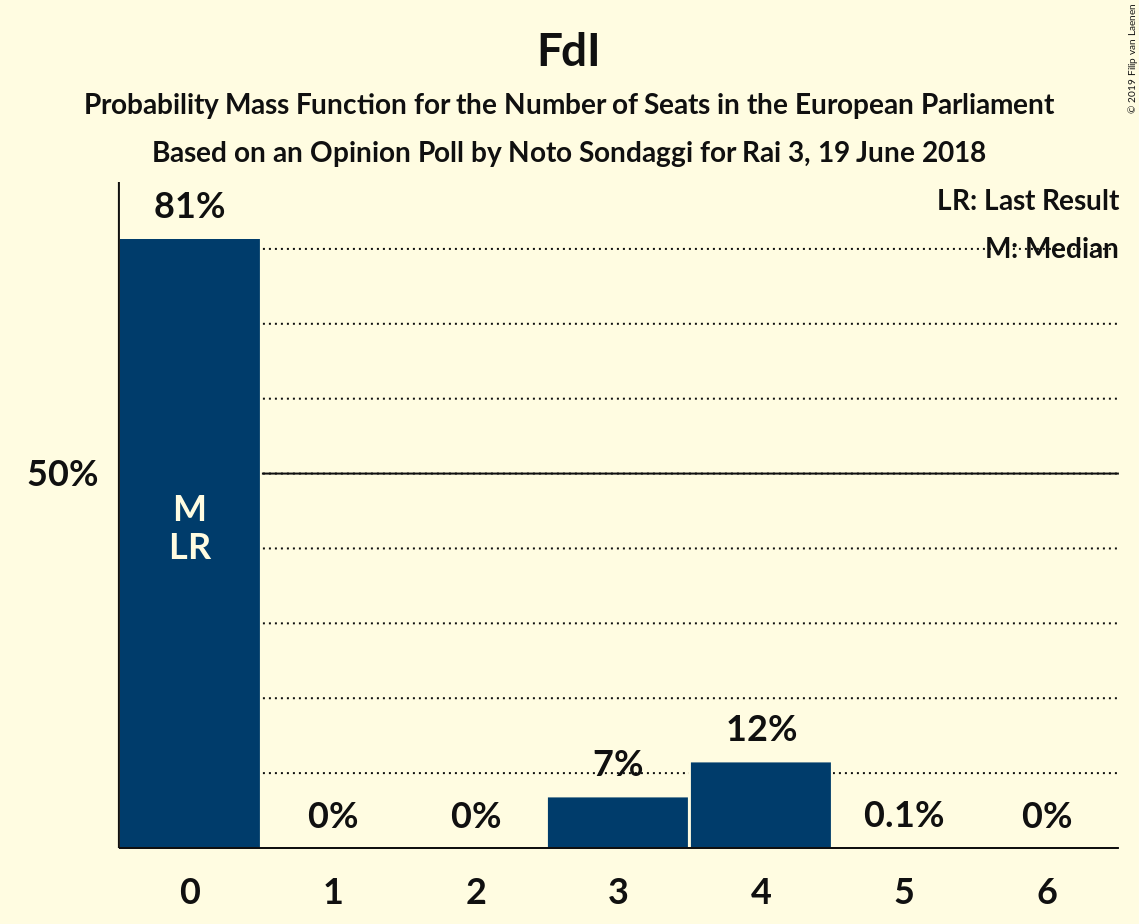 FdI
Probability Mass Function for the Number of Seats in the European Parliament
Based on an Opinion Poll by Noto Sondaggi for Rai 3, 19 June 2018
© 2019 Filip van Laenen
LR: Last Result
M: Median
81%
50%
M
LR
0%
0%
7%
12%
0.1%
0%
0
1
2
3
4
5
6